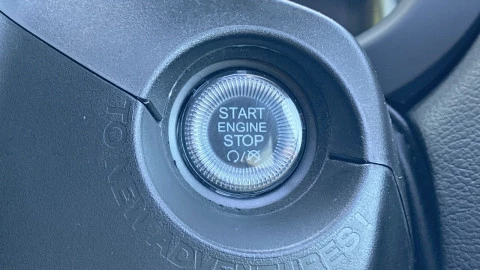 START
ENGINE
STOP
TO NEW ADVENTURES!